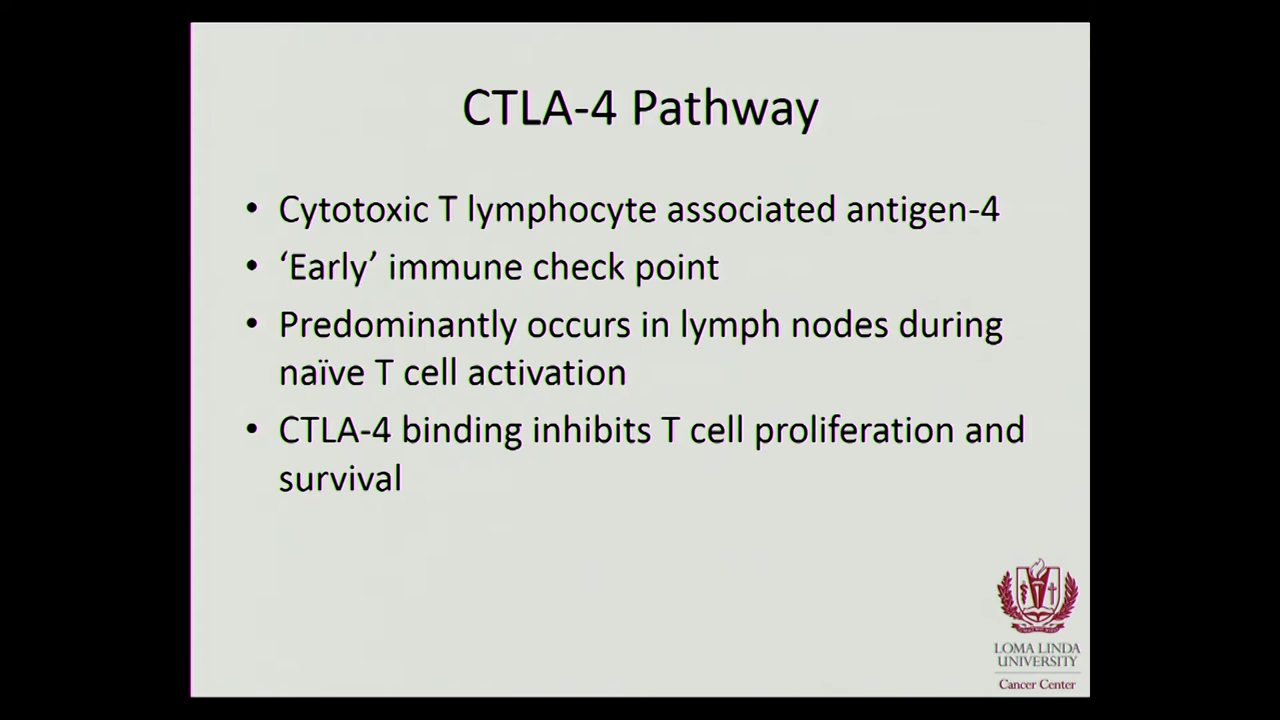 CTLA-4 Pathway
• Cytotoxic T lymphocyte associated antigen-4
• ‘Early’ immune check point
• Predominantly occurs in lymph nodes during
naïve T cell activation
• CTLA-4 binding inhibits T cell proliferation and
survival
LOMA LINDA
UNIVERSITY
Cancer Center